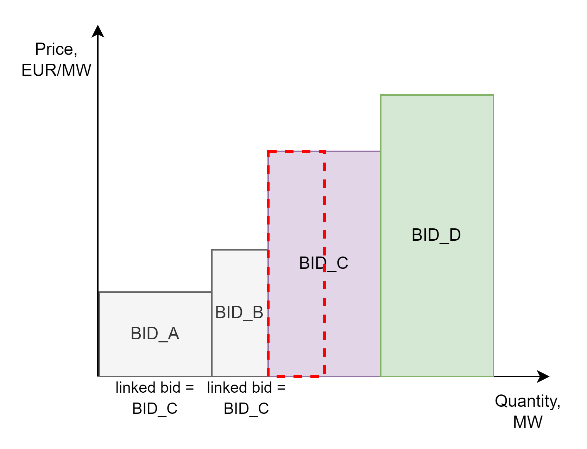 Price,
EUR/MW
BID_D
BID_C
BID_B
BID_A
linked bid =
BID_C
linked bid =
BID_C
Quantity,
MW